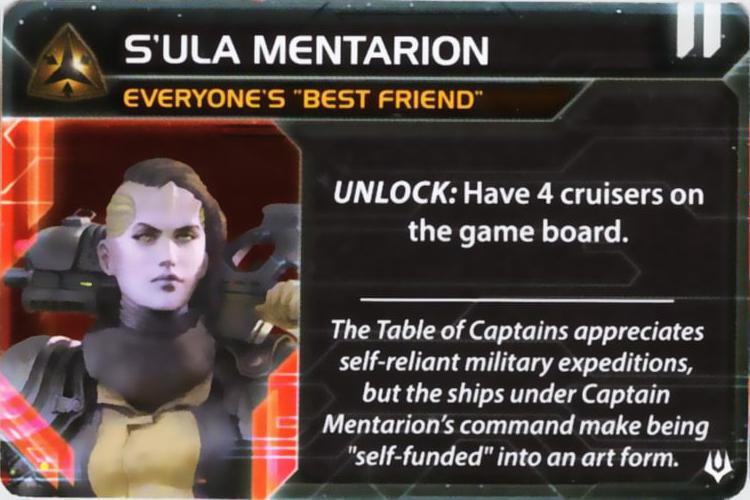 S'ULA MENTARION
EVERYONE'S "BEST FRIEND"
UNLOCK: Have 4 cruisers on
the game board.
The Table of Captains appreciates
self-reliant military expeditions,
but the ships under Captain
Mentarion's command make being
"self-funded" into an art form.